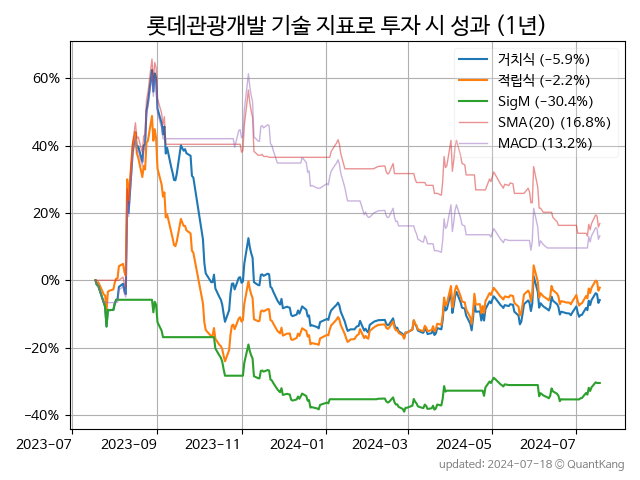 롯데관광개발 기술 지표로 투자 시 성과 (1년)
거치식 (−5.9%)
적립식 (−2.2%)
SigM (−30.4%)
SMA(20) (16.8%)
MACD (13.2%)
60%
40%
20%
0%
−20%
−40%
2023-07 2023-09 2023-11 2024-01 2024-03 2024-05 2024-07
updated: 2024-07-18 © QuantKang